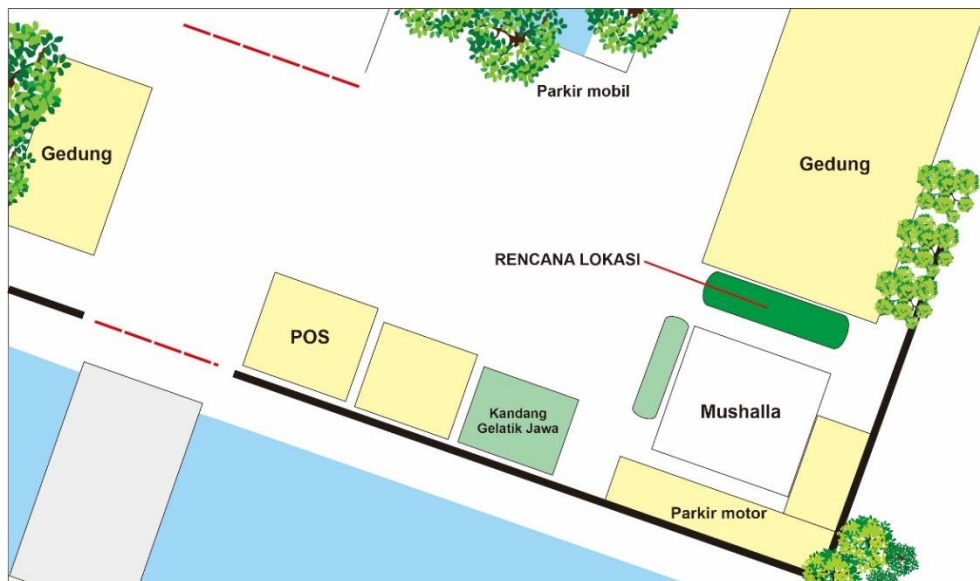 Parkir mobil
Gedung
Gedung
RENCANA LOKASI
POS
Kandang
Gelatik Jawa
Mushalla
Parkir motor